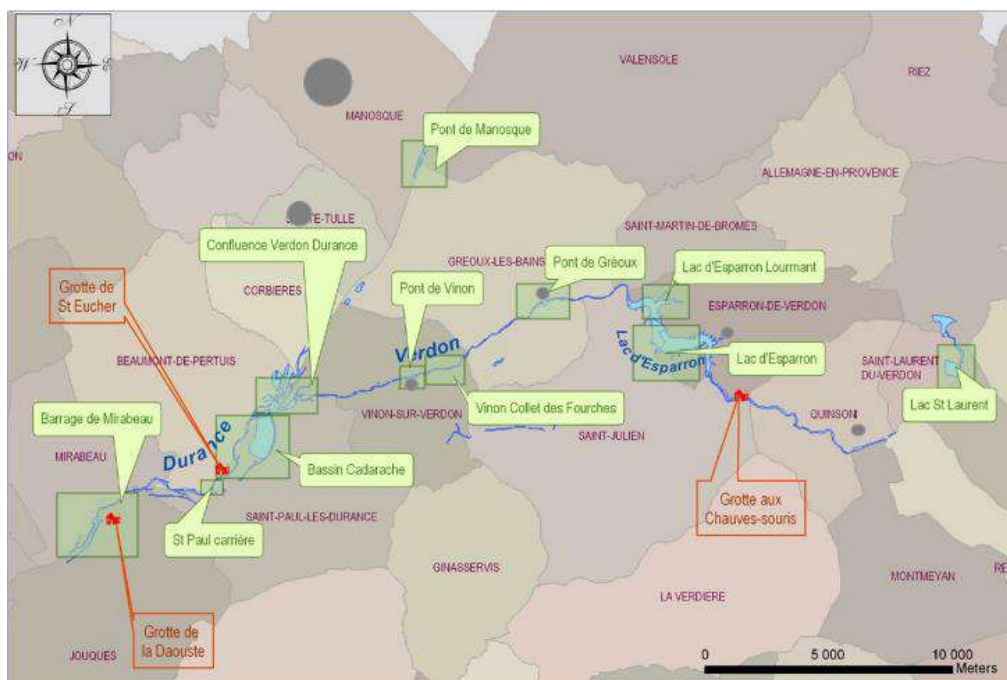 N
W
E
S
VALENSOLE
RIEZ
MANOSQUE
Pont de Manosque
ON
ALLEMAGNE-EN-PROVENCE
TE-TULLE
SAINT-MARTIN-DE-BROMES
Confluence Verdon Durance
GREOUX-LES-BAINS
Pont de Gréoux
Lac d'Esparron Lourmant
Grotte de
St Eucher
CORBIERES
Pont de Vinon
ESPARRON-DE-VERDON
Verdon
Lac d'Esparron
Lac d'Esparron
BEAUMONT-DE-PERTUIS
SAINT-LAURENT
DU-VERDON
Lac St Laurent
Barrage de Mirabeau
VINON-SUR-VERDON
Vinon Collet des Fourches
QUINSON
SAINT-JULIEN
Durance
MIRABEAU
Bassin Cadarache
Grotte aux
Chauves-souris
SAINT-PAUL-LES-DURANCE
St Paul carrière
GINASSERVIS
MONTMEYAN
RE
LA VERDIERE
Grotte de
la Daouste
JOUQUES
0 5 000 10 000
Meters